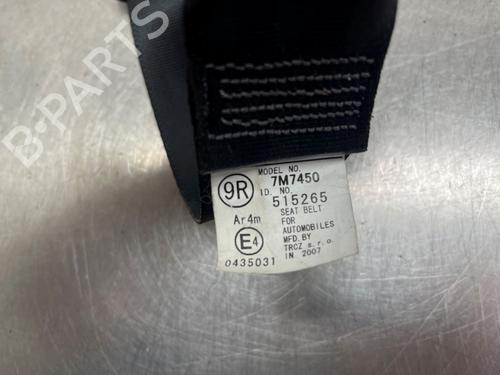 B-PARTS
MODEL NO.
9R 7M7450
ID. NO.
515265
Ar4m SEAT BELT
FOR
AUTOMOBILES
E4 MFD.BY
TRCZ s.r.o.
0435031 IN 2007